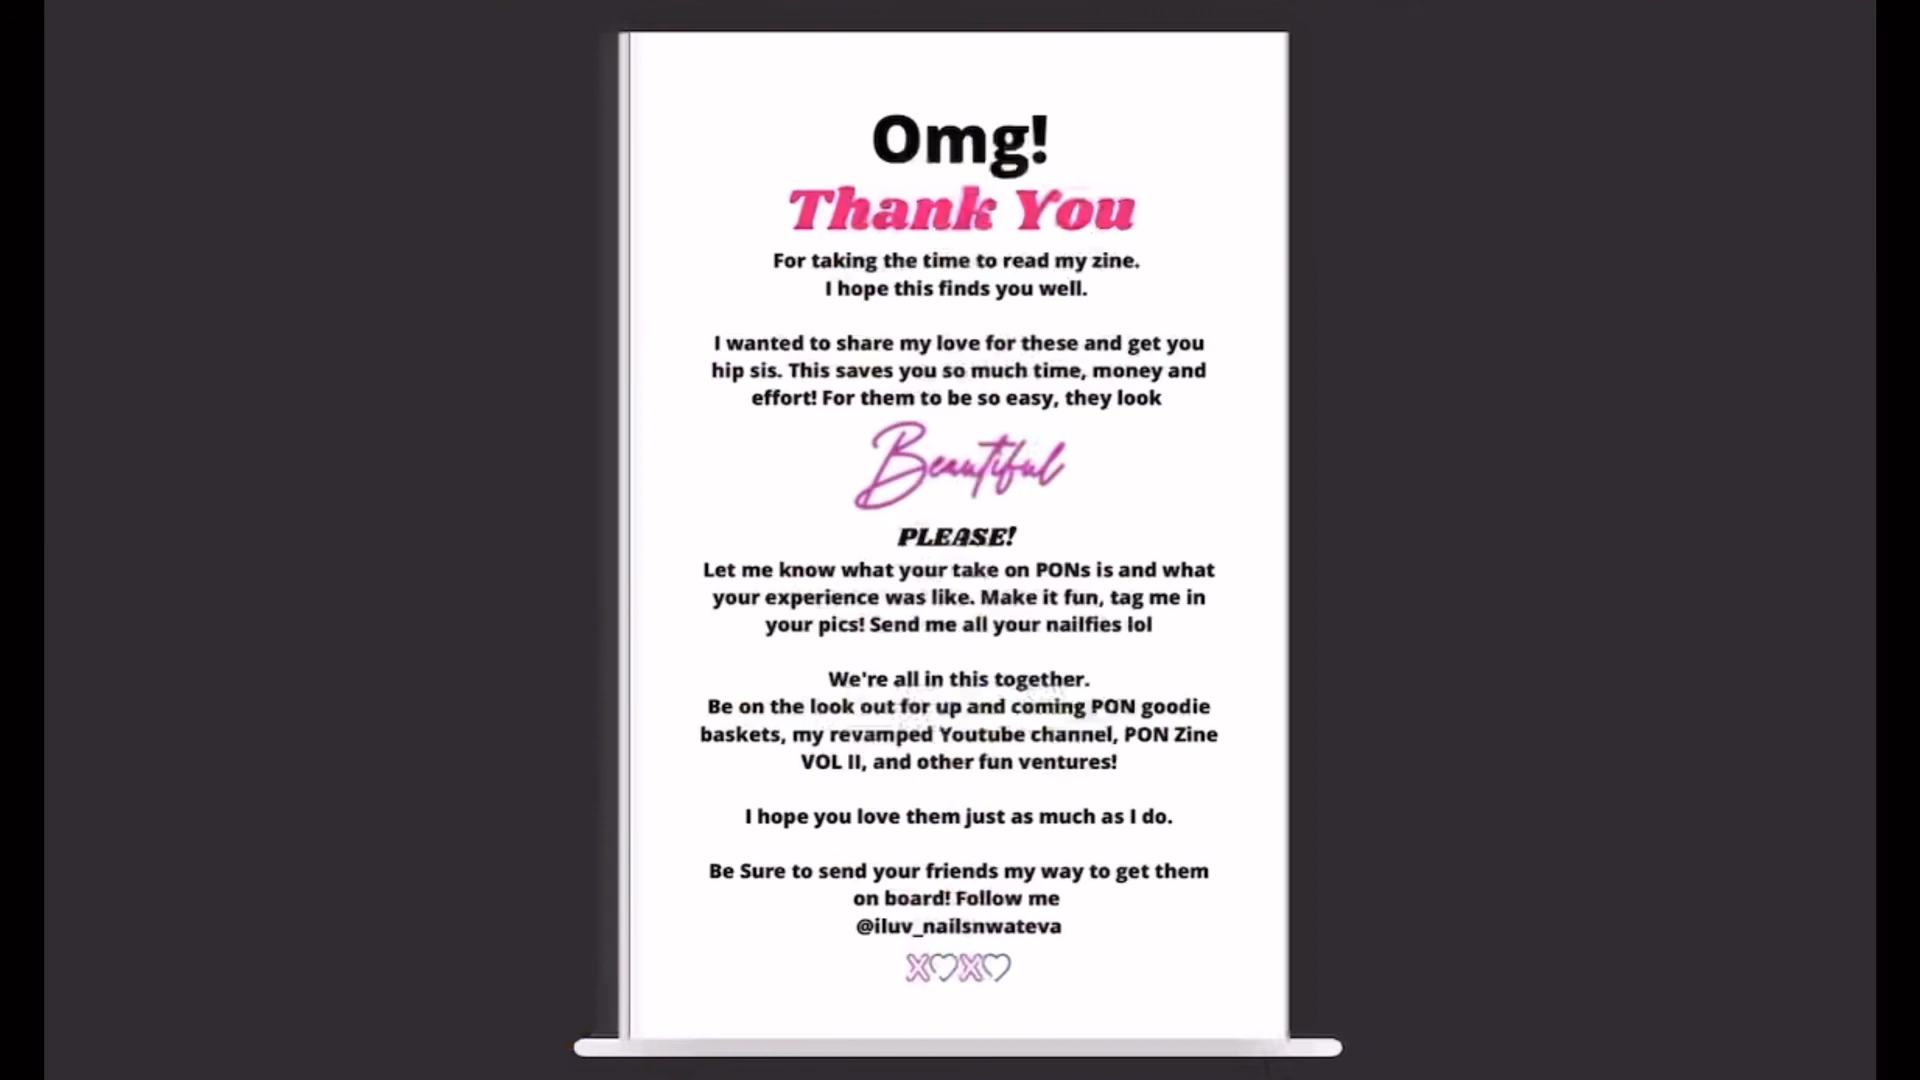 Omg!
Thank You
For taking the time to read my zine.
I hope this finds you well.
I wanted to share my love for these and get you
hip sis. This saves you so much time, money and
effort! For them to be so easy, they look
Beautiful
PLEASE!
Let me know what your take on PONs is and what
your experience was like. Make it fun, tag me in
your pics! Send me all your nailfies lol
We're all in this together.
Be on the look out for up and coming PON goodie
baskets, my revamped Youtube channel, PON Zine
VOL II, and other fun ventures!
I hope you love them just as much as I do.
Be Sure to send your friends my way to get them
on board! Follow me
@iluv_nailsnwateva
X♡X♡